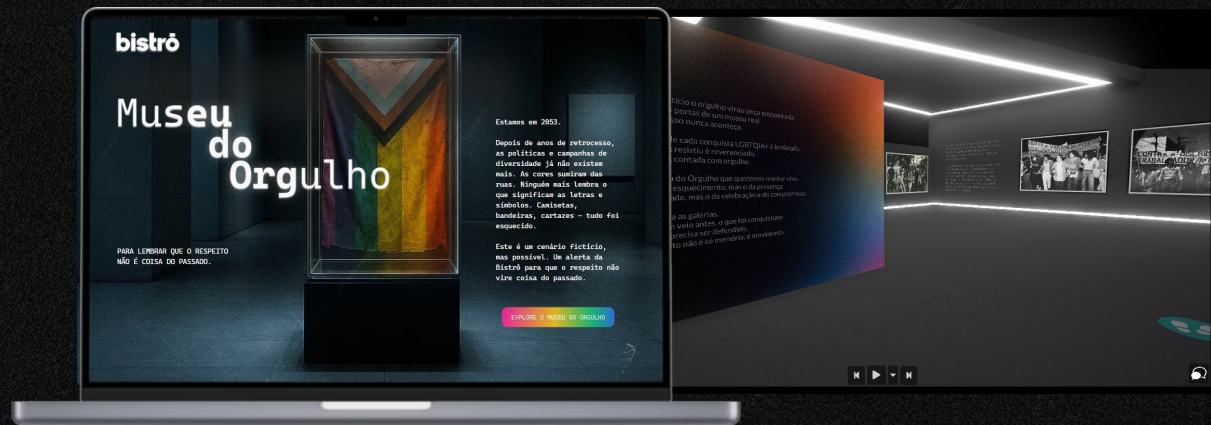 bistrô
Museu
do
Orgulho
PARA LEMBRAR QUE O RESPEITO
NÃO É COISA DO PASSADO.
Estamos em 2053.
Depois de anos de retrocesso,
as políticas e campanhas de
diversidade já não existem
mais. As cores sumiram das
ruas. Ninguém mais lembra o
que significam as letras e
símbolos. Camisetas,
bandeiras, cartazes – tudo foi
esquecido.
Este é um cenário fictício,
mas possível. Um alerta da
Bistrô para que o respeito não
vire coisa do passado.
EXPLORE O MUSEU DO ORGULHO
o orgulho virou peça empoeirada
portas de um museu real.
sso nunca aconteça.
e cada conquista LGBTQIA+ é lembrada.
resistiu é reverenciado.
contada com orgulho.
do Orgulho que queremos manter vivo.
esquecimento, mas o da presença
ade, mas o da celebração e do compromisso.
a as galerias.
veio antes, o que foi conquistado
precisa ser defendido.
to não é só memória: é movimento.
CONTRA